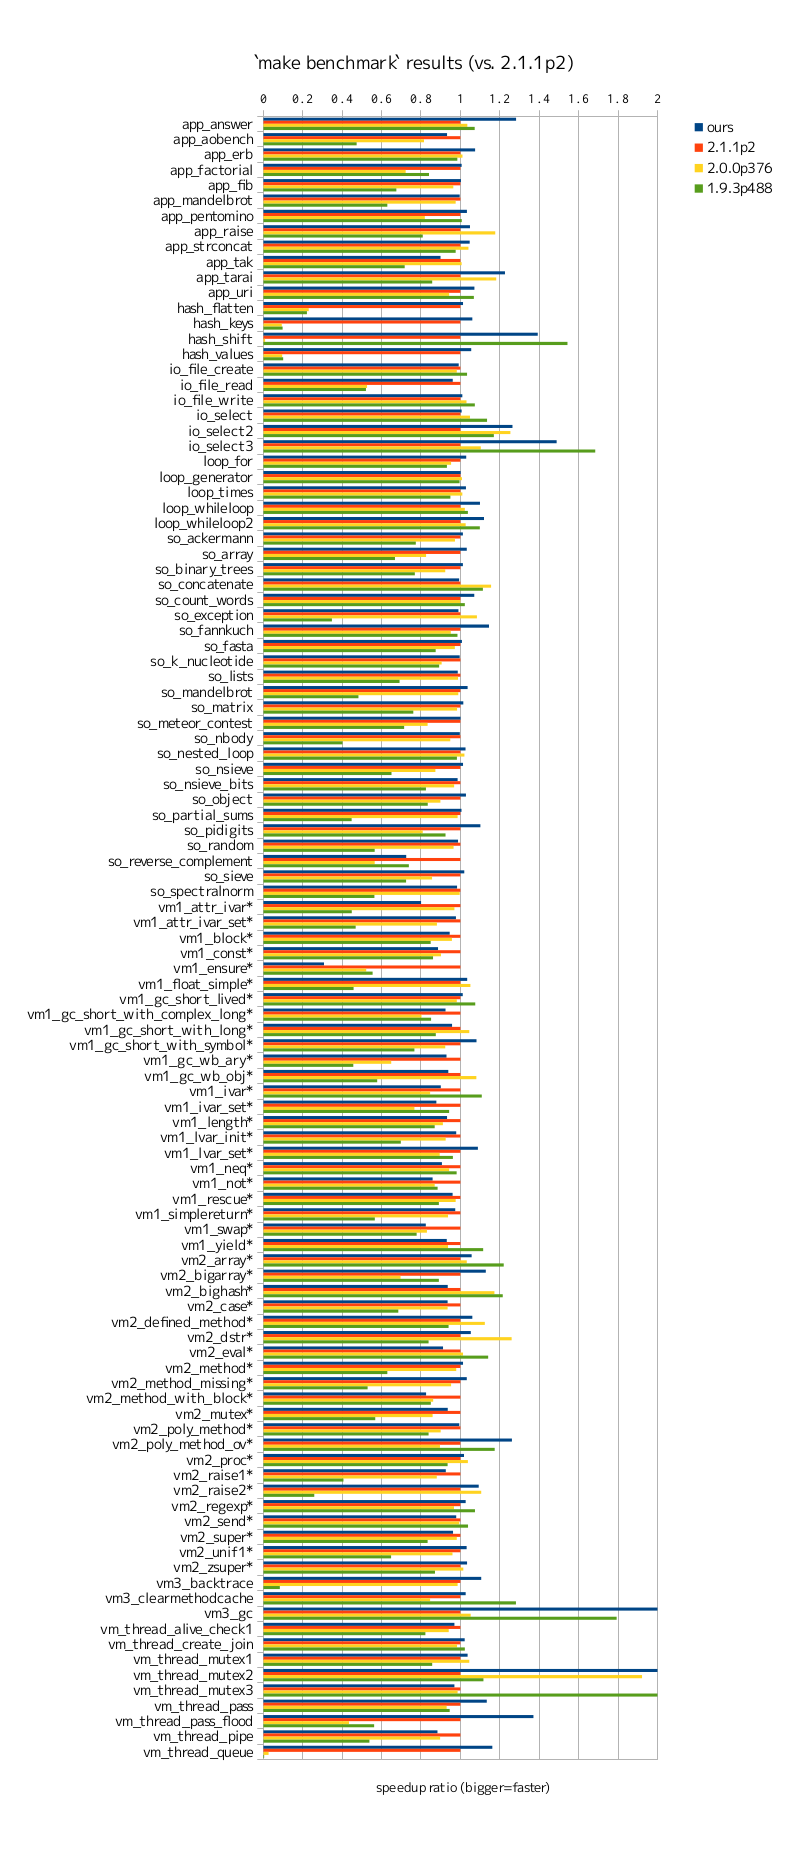 `make benchmark` results (vs. 2.1.1p2)
0 0.2 0.4 0.6 0.8 1 1.2 1.4 1.6 1.8 2
ours
2.1.1p2
2.0.0p376
1.9.3p488
app_answer
app_aobench
app_erb
app_factorial
app_fib
app_mandelbrot
app_pentomino
app_raise
app_strconcat
app_tak
app_tarai
app_uri
hash_flatten
hash_keys
hash_shift
hash_values
io_file_create
io_file_read
io_file_write
io_select
io_select2
io_select3
loop_for
loop_generator
loop_times
loop_whileloop
loop_whileloop2
so_ackermann
so_array
so_binary_trees
so_concatenate
so_count_words
so_exception
so_fannkuch
so_fasta
so_k_nucleotide
so_lists
so_mandelbrot
so_matrix
so_meteor_contest
so_nbody
so_nested_loop
so_nsieve
so_nsieve_bits
so_object
so_partial_sums
so_pidigits
so_random
so_reverse_complement
so_sieve
so_spectralnorm
vm1_attr_ivar*
vm1_attr_ivar_set*
vm1_block*
vm1_const*
vm1_ensure*
vm1_float_simple*
vm1_gc_short_lived*
vm1_gc_short_with_complex_long*
vm1_gc_short_with_long*
vm1_gc_short_with_symbol*
vm1_gc_wb_ary*
vm1_gc_wb_obj*
vm1_ivar*
vm1_ivar_set*
vm1_length*
vm1_lvar_init*
vm1_lvar_set*
vm1_neq*
vm1_not*
vm1_rescue*
vm1_simplereturn*
vm1_swap*
vm1_yield*
vm2_array*
vm2_bigarray*
vm2_bighash*
vm2_case*
vm2_defined_method*
vm2_dstr*
vm2_eval*
vm2_method*
vm2_method_missing*
vm2_method_with_block*
vm2_mutex*
vm2_poly_method*
vm2_poly_method_ov*
vm2_proc*
vm2_raise1*
vm2_raise2*
vm2_regexp*
vm2_send*
vm2_super*
vm2_unif1*
vm2_zsuper*
vm3_backtrace
vm3_clearmethodcache
vm3_gc
vm_thread_alive_check1
vm_thread_create_join
vm_thread_mutex1
vm_thread_mutex2
vm_thread_mutex3
vm_thread_pass
vm_thread_pass_flood
vm_thread_pipe
vm_thread_queue
speedup ratio (bigger=faster)